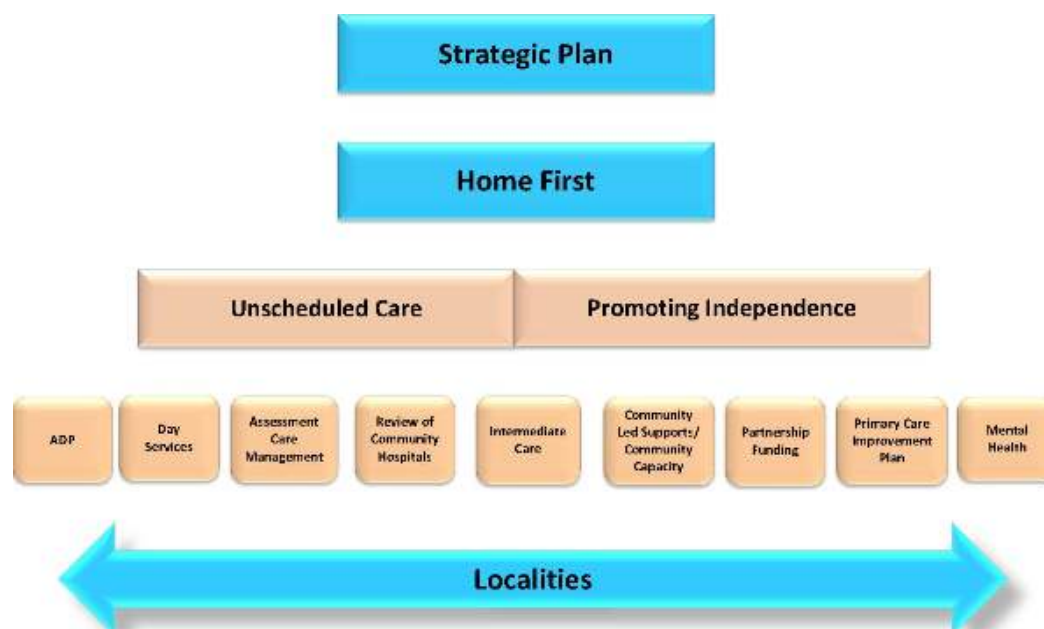 Strategic Plan
Home First
Unscheduled Care
Promoting Independence
ADP
Day
Services
Assessment
Care
Management
Review of
Community
Hospitals
Intermediate
Care
Community
Led Supports/
Community
Capacity
Partnership
Funding
Primary Care
Improvement
Plan
Mental
Health
Localities